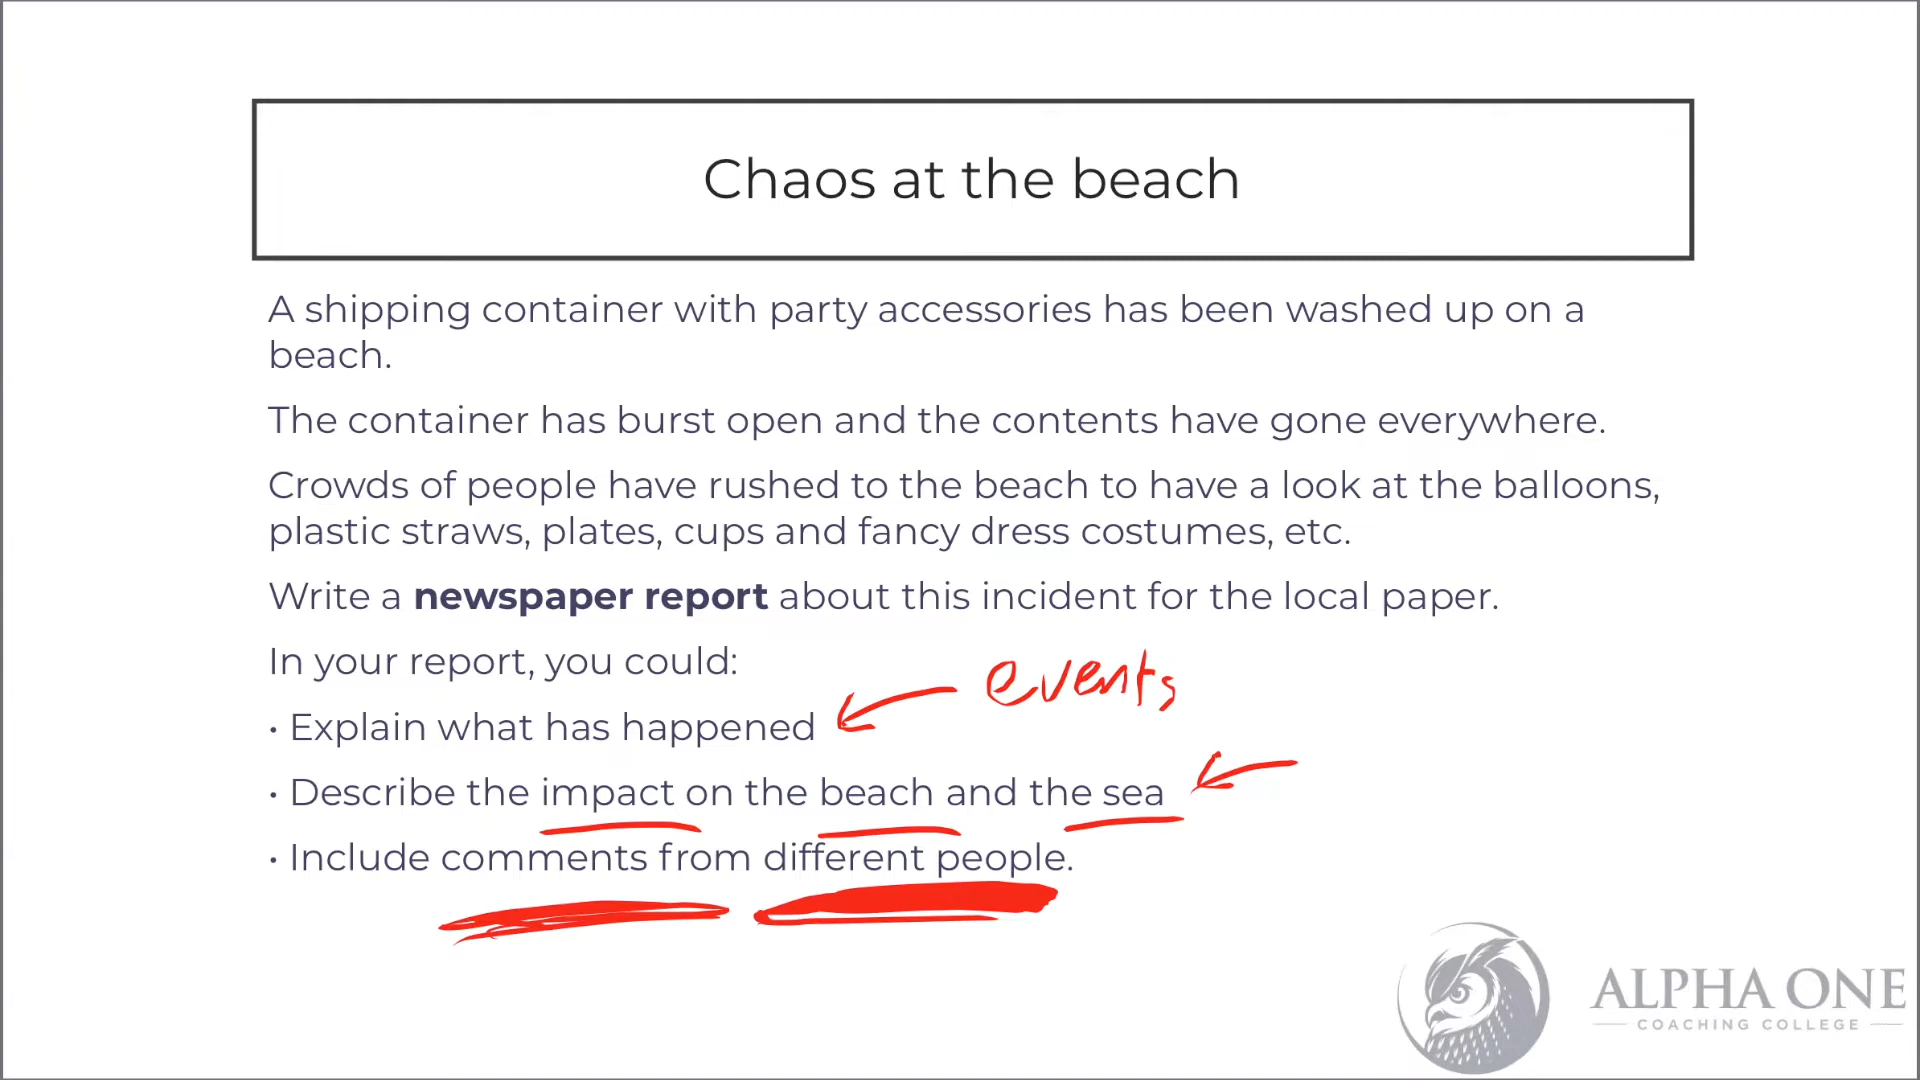 Chaos at the beach
A shipping container with party accessories has been washed up on a
beach.
The container has burst open and the contents have gone everywhere.
Crowds of people have rushed to the beach to have a look at the balloons,
plastic straws, plates, cups and fancy dress costumes, etc.
Write a newspaper report about this incident for the local paper.
In your report, you could:
events
• Explain what has happened
• Describe the impact on the beach and the sea
• Include comments from different people.
ALPHA ONE
COACHING COLLEGE